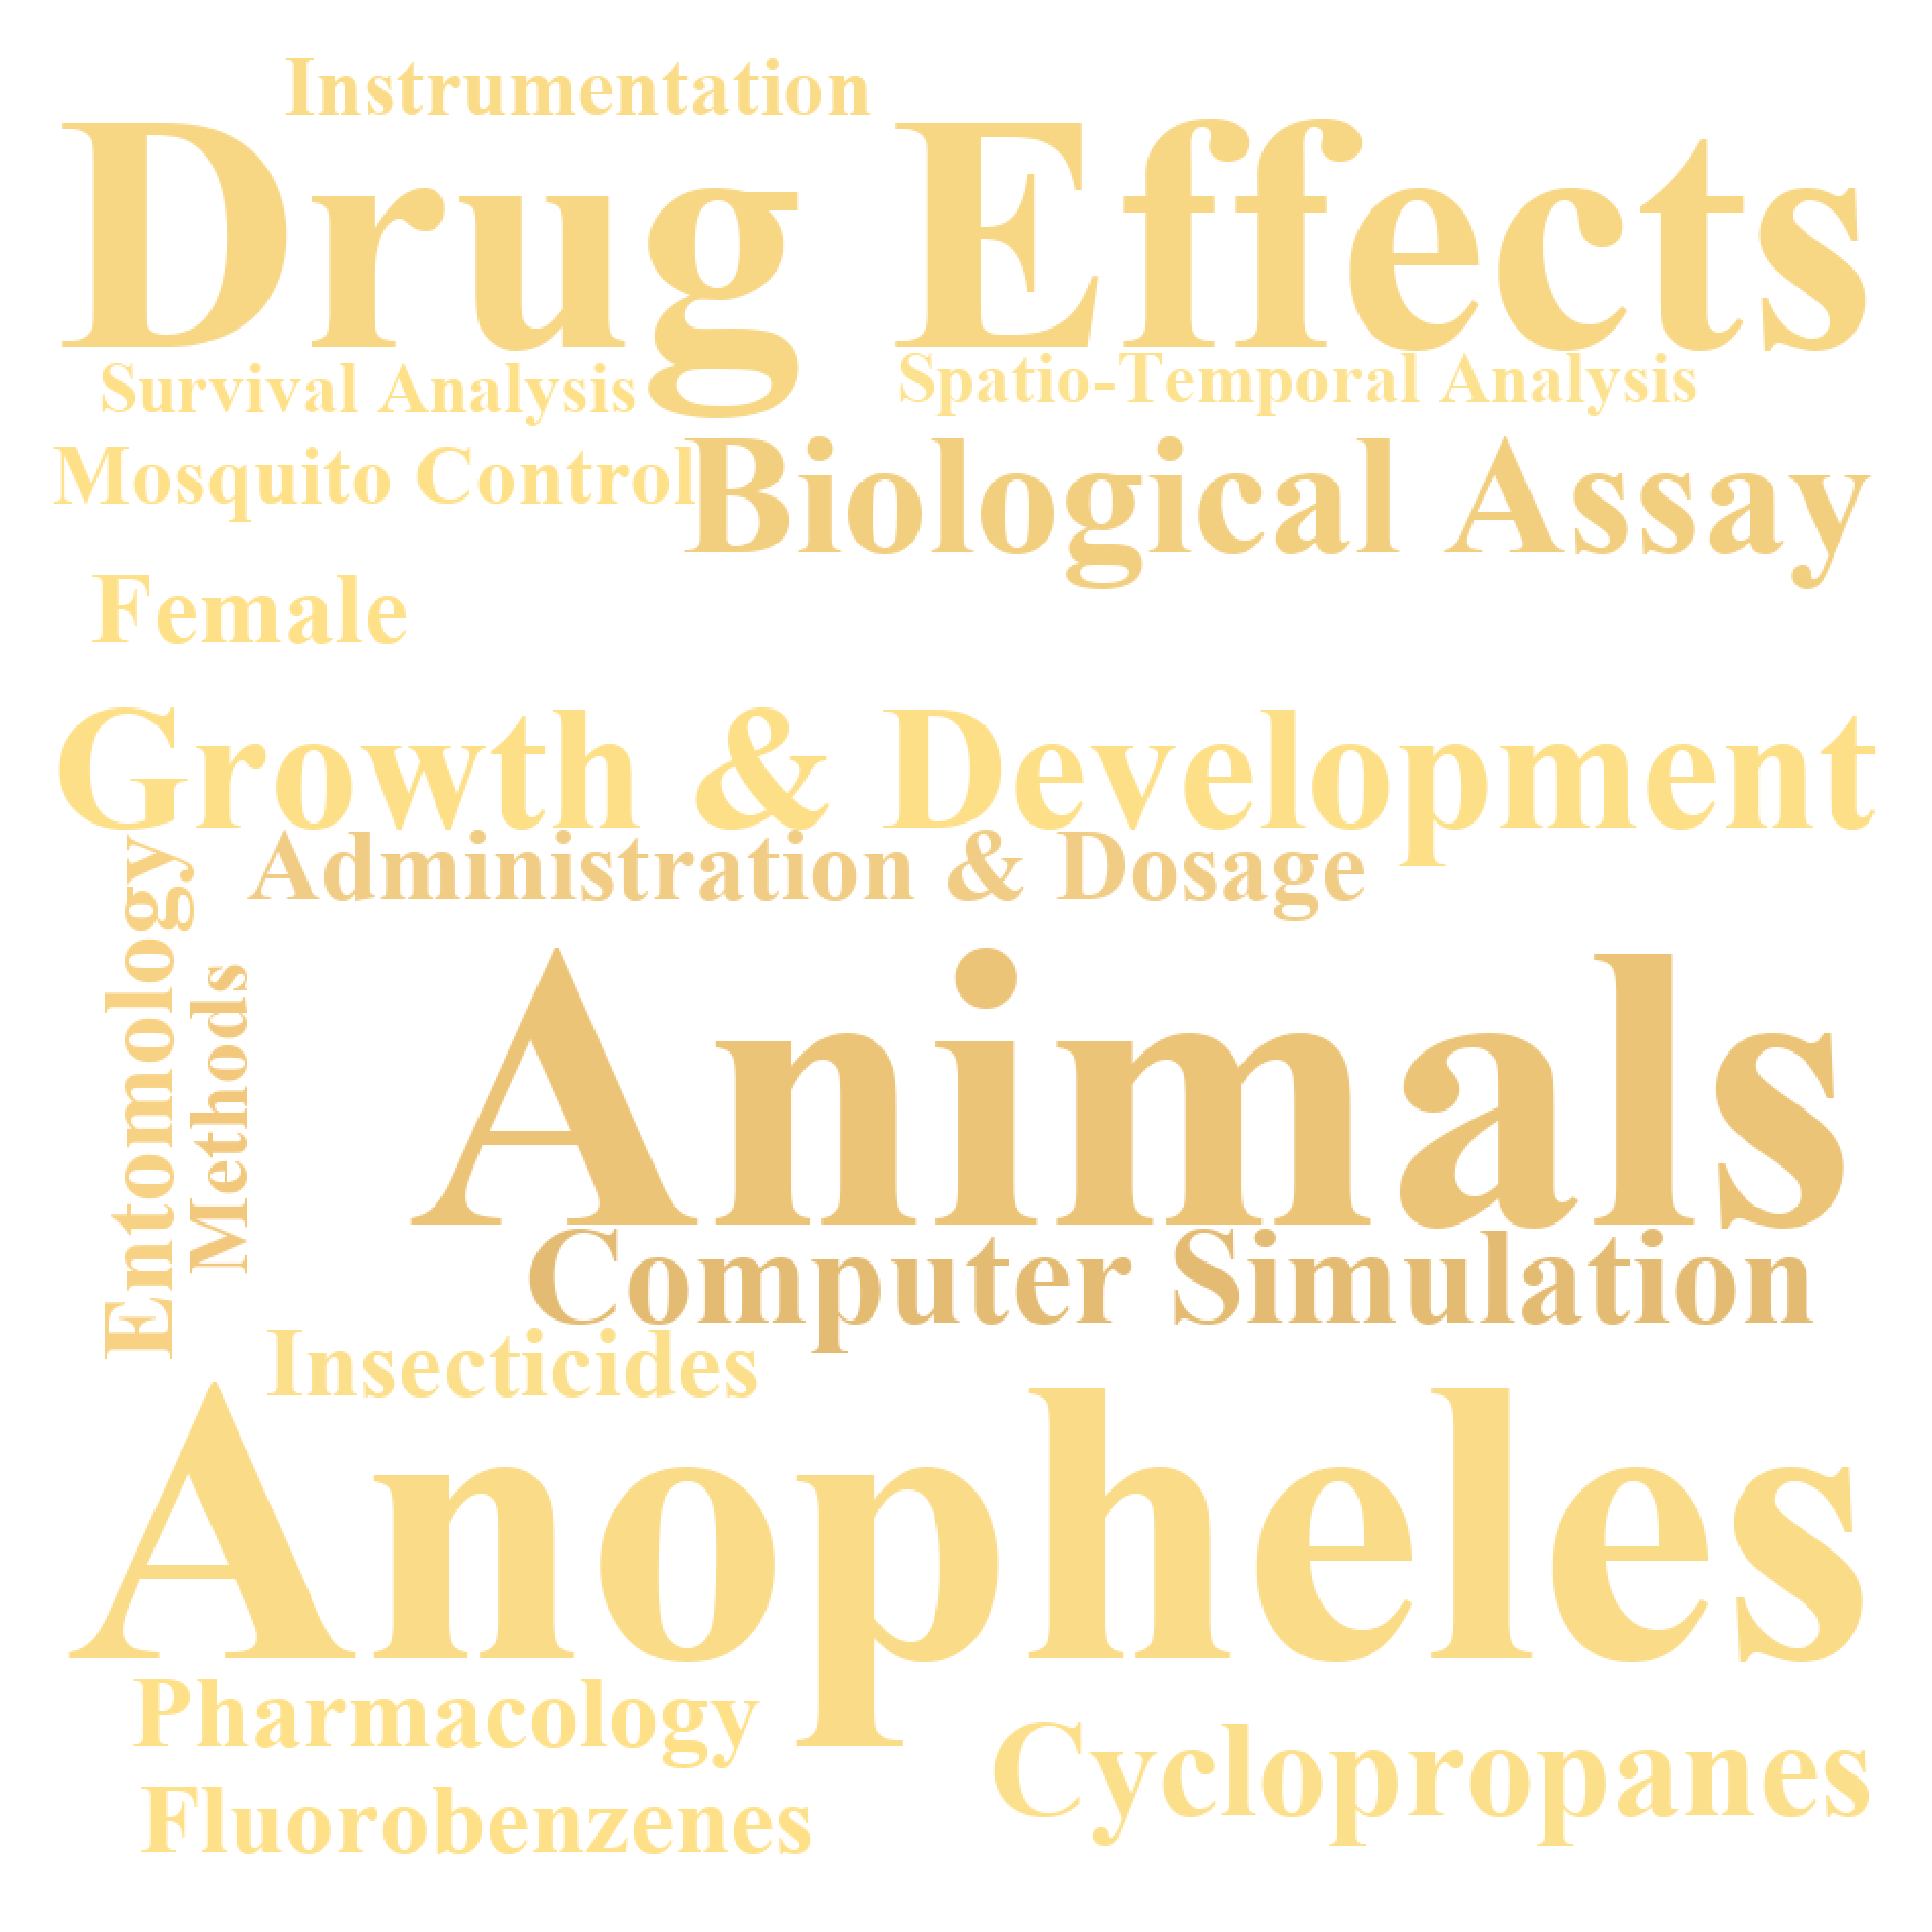 Instrumentation
Drug Effects
Survival Analysis
Spatio-Temporal Analysis
Mosquito Control
Biological Assay
Female
Growth & Development
Administration & Dosage
Entomology
Methods
Animals
Computer Simulation
Insecticides
Anopheles
Pharmacology
Cyclopropanes
Fluorobenzenes